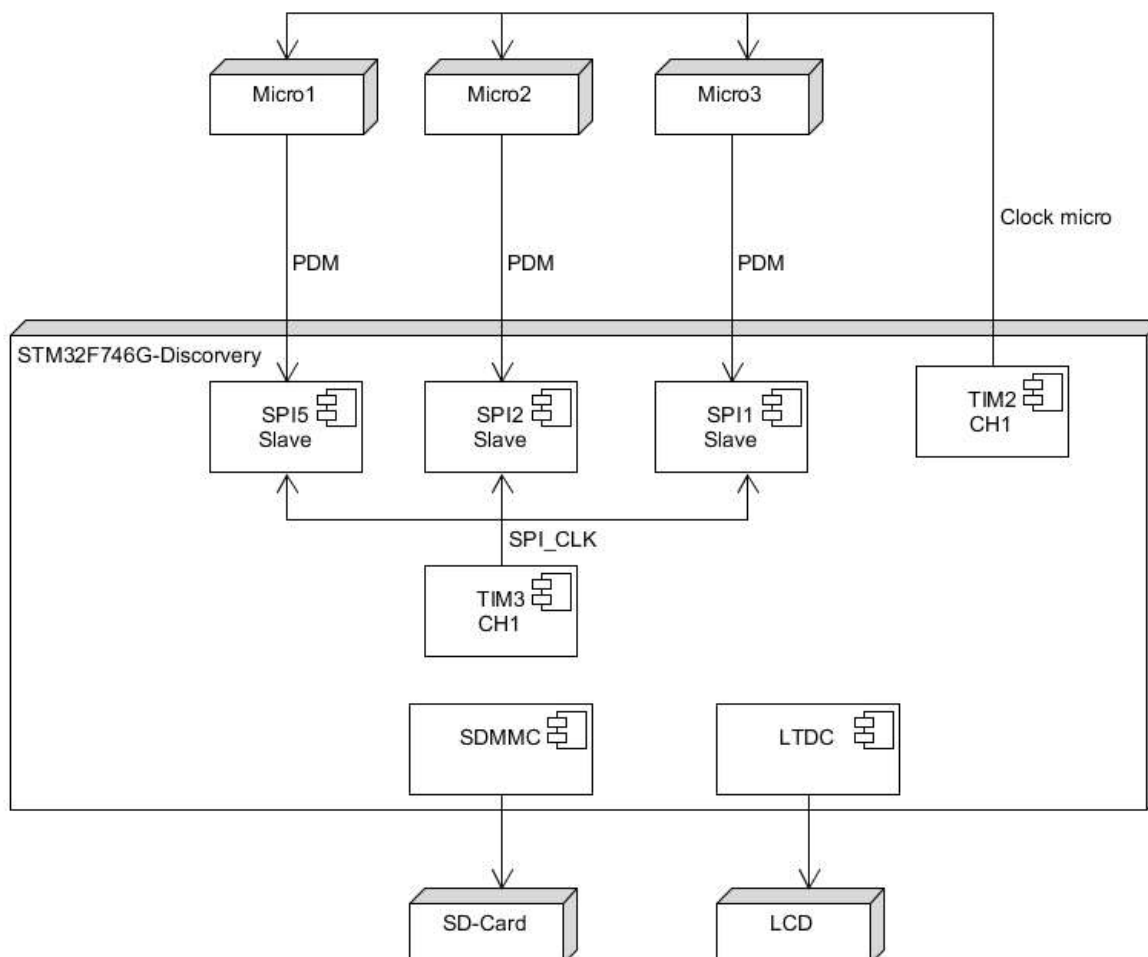 Micro1
Micro2
Micro3
Clock micro
PDM
PDM
PDM
STM32F746G-Discorvery
SPI5
Slave
SPI2
Slave
SPI1
Slave
TIM2
CH1
SPI_CLK
TIM3
CH1
SDMMC
LTDC
SD-Card
LCD